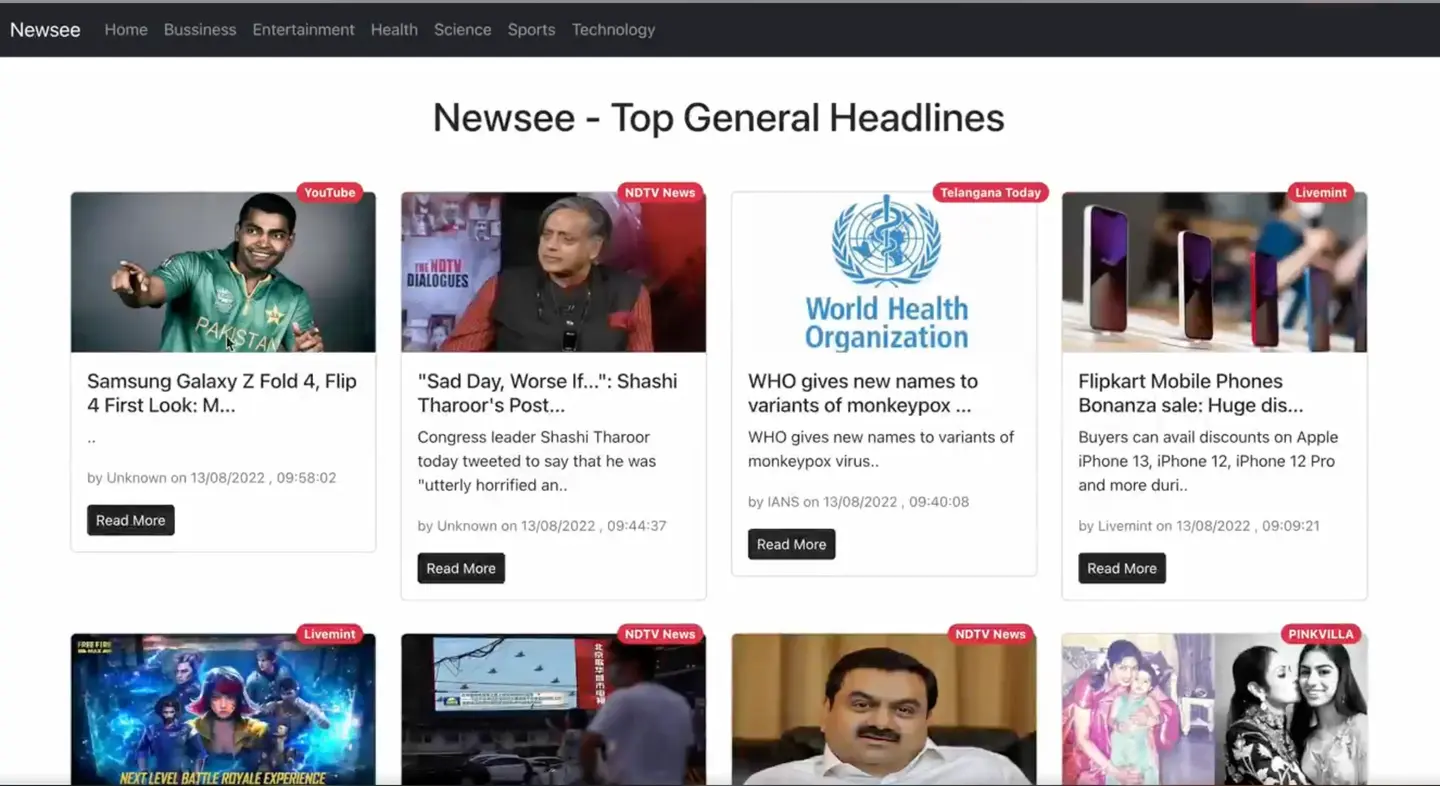 Newsee Home Bussiness Entertainment Health Science Sports Technology
Newsee - Top General Headlines
YouTube
PAKISTAN
Samsung Galaxy Z Fold 4, Flip
4 First Look: M...
..
by Unknown on 13/08/2022 , 09:58:02
Read More
NDTV News
THE NDTV
DIALOGUES
"Sad Day, Worse If...": Shashi
Tharoor's Post...
Congress leader Shashi Tharoor
today tweeted to say that he was
"utterly horrified an..
by Unknown on 13/08/2022 , 09:44:37
Read More
Telangana Today
World Health
Organization
WHO gives new names to
variants of monkeypox ...
WHO gives new names to variants of
monkeypox virus..
by IANS on 13/08/2022 , 09:40:08
Read More
Livemint
Flipkart Mobile Phones
Bonanza sale: Huge dis...
Buyers can avail discounts on Apple
iPhone 13, iPhone 12, iPhone 12 Pro
and more duri..
by Livemint on 13/08/2022 , 09:09:21
Read More
Livemint
FREE FIRE
NEXT LEVEL BATTLE ROYALE EXPERIENCE
NDTV News
NDTV News
PINKVILLA